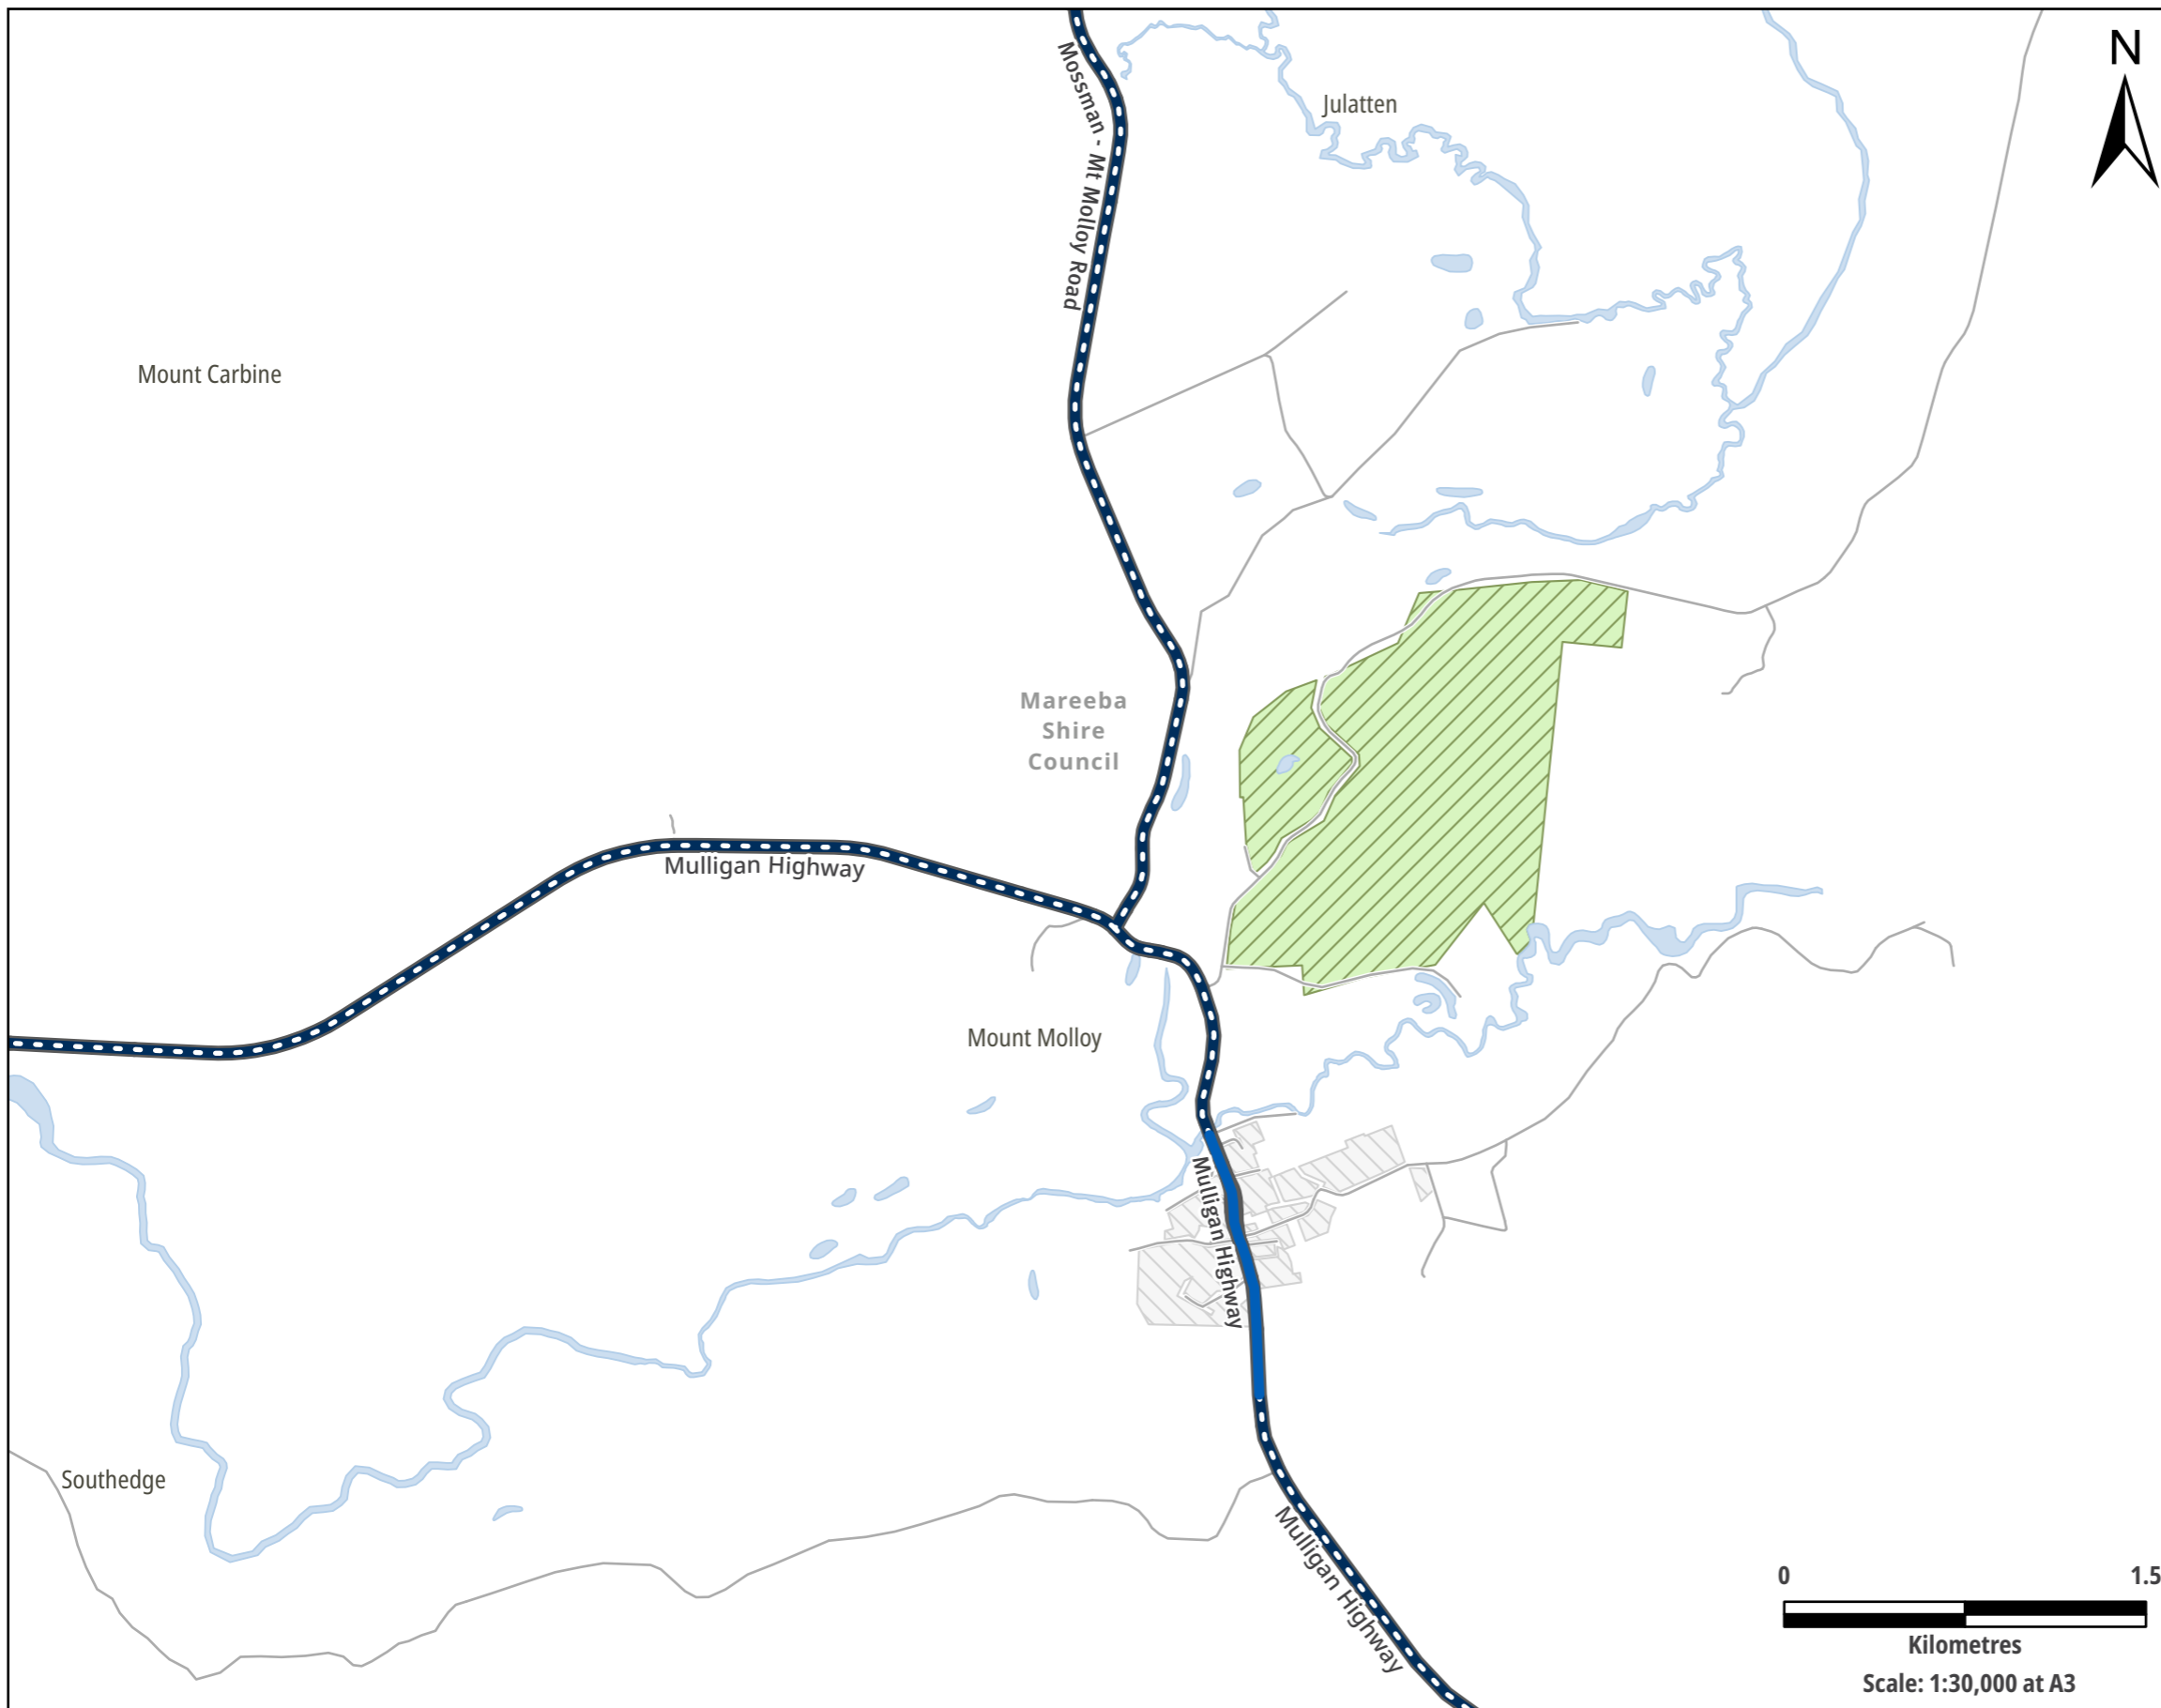 N
Mossman - Mt Molloy Road
Julatten
Mount Carbine
Mareeba
Shire
Council
Mulligan Highway
Mount Molloy
Mulligan Highway
Southedge
Mulligan Highway
0 1.5
Kilometres
Scale: 1:30,000 at A3